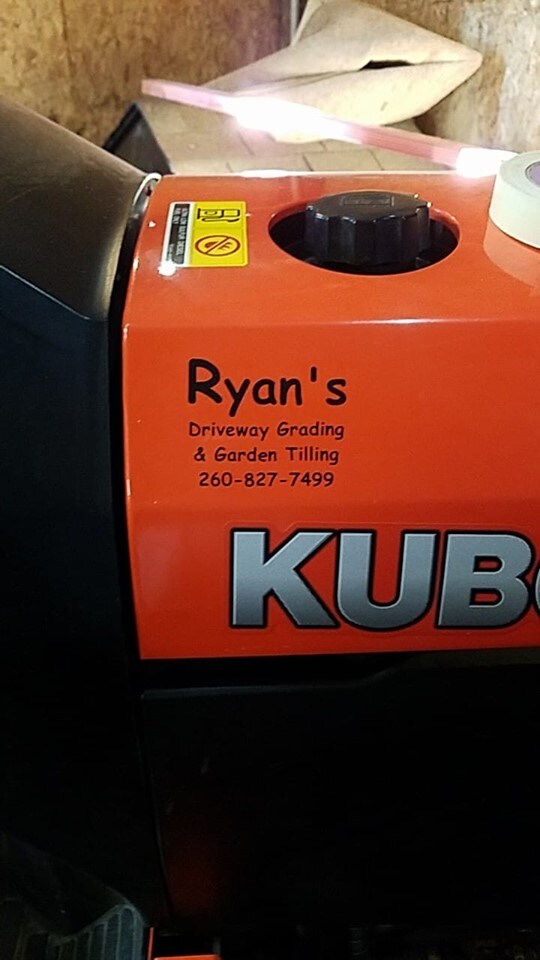 Ryan's
Driveway Grading
& Garden Tilling
260-827-7499
KUB